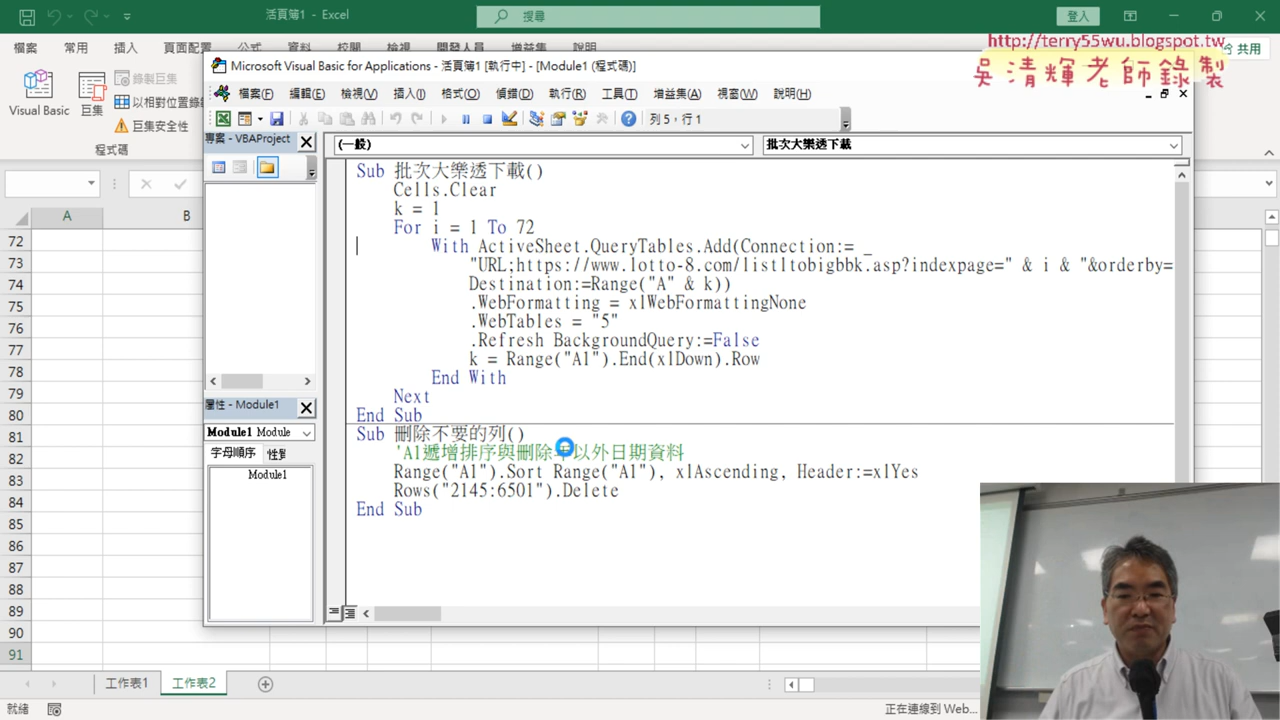 活頁簿1 - Excel
搜尋
登入
檔案 常用 插入 頁面配置 公式 資料 校閱 檢視 開發人員 增益集 說明
共用
http://terry55wu.blogspot.tw
吳清輝老師錄製
Visual Basic
巨集
錄製巨集
以相對位置錄
巨集安全性
程式碼
Microsoft Visual Basic for Applications - 活頁簿1 [執行中] - [Module1 (程式碼)]
檔案(F) 編輯(E) 檢視(V) 插入(I) 格式(O) 偵錯(D) 執行(R) 工具(T) 增益集(A) 視窗(W) 說明(H)
列 5，行 1
專案 - VBAProject
(一般)
批次大樂透下載
Sub 批次大樂透下載()
Cells.Clear
k = 1
For i = 1 To 72
With ActiveSheet.QueryTables.Add(Connection:= _
"URL;https://www.lotto-8.com/listltobigbbk.asp?indexpage=" & i & "&orderby=
Destination:=Range("A" & k))
.WebFormatting = xlWebFormattingNone
.WebTables = "5"
.Refresh BackgroundQuery:=False
k = Range("A1").End(xlDown).Row
End With
Next
End Sub
Sub 刪除不要的列()
'A1遞增排序與刪除 以外日期資料
Range("A1").Sort Range("A1"), xlAscending, Header:=xlYes
Rows("2145:6501").Delete
End Sub
屬性 - Module1
Module1 Module
字母順序
Module1
A B
72
73
74
75
76
77
78
79
80
81
82
83
84
85
86
87
88
89
90
91
工作表1 工作表2
就緒
正在連線到 Web...